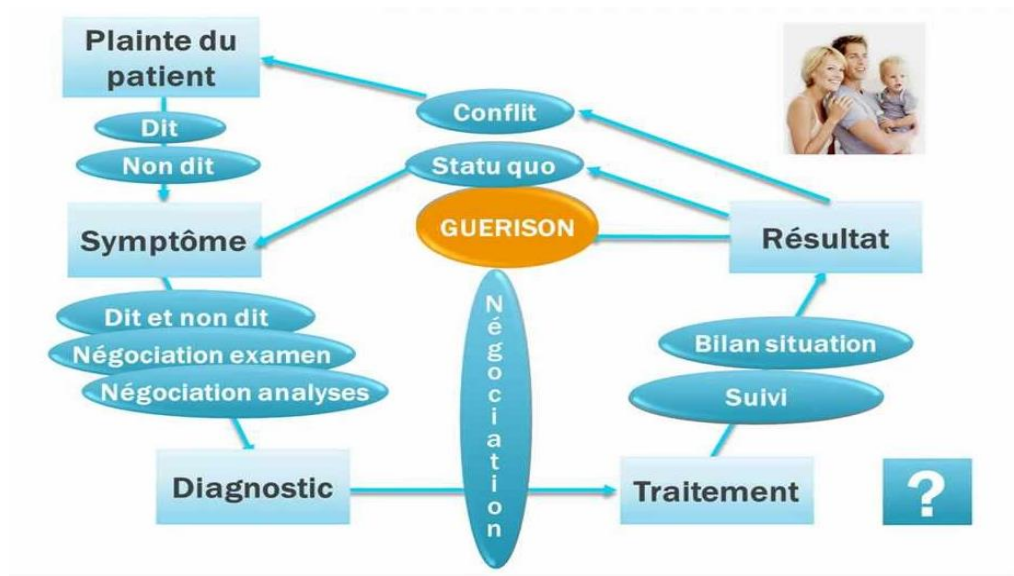 Plainte du
patient
Dit
Non dit
Conflit
Statu quo
GUERISON
Symptôme
Résultat
Dit et non dit
Négociation examen
Négociation analyses
Négociation
Bilan situation
Suivi
Diagnostic
Traitement
?